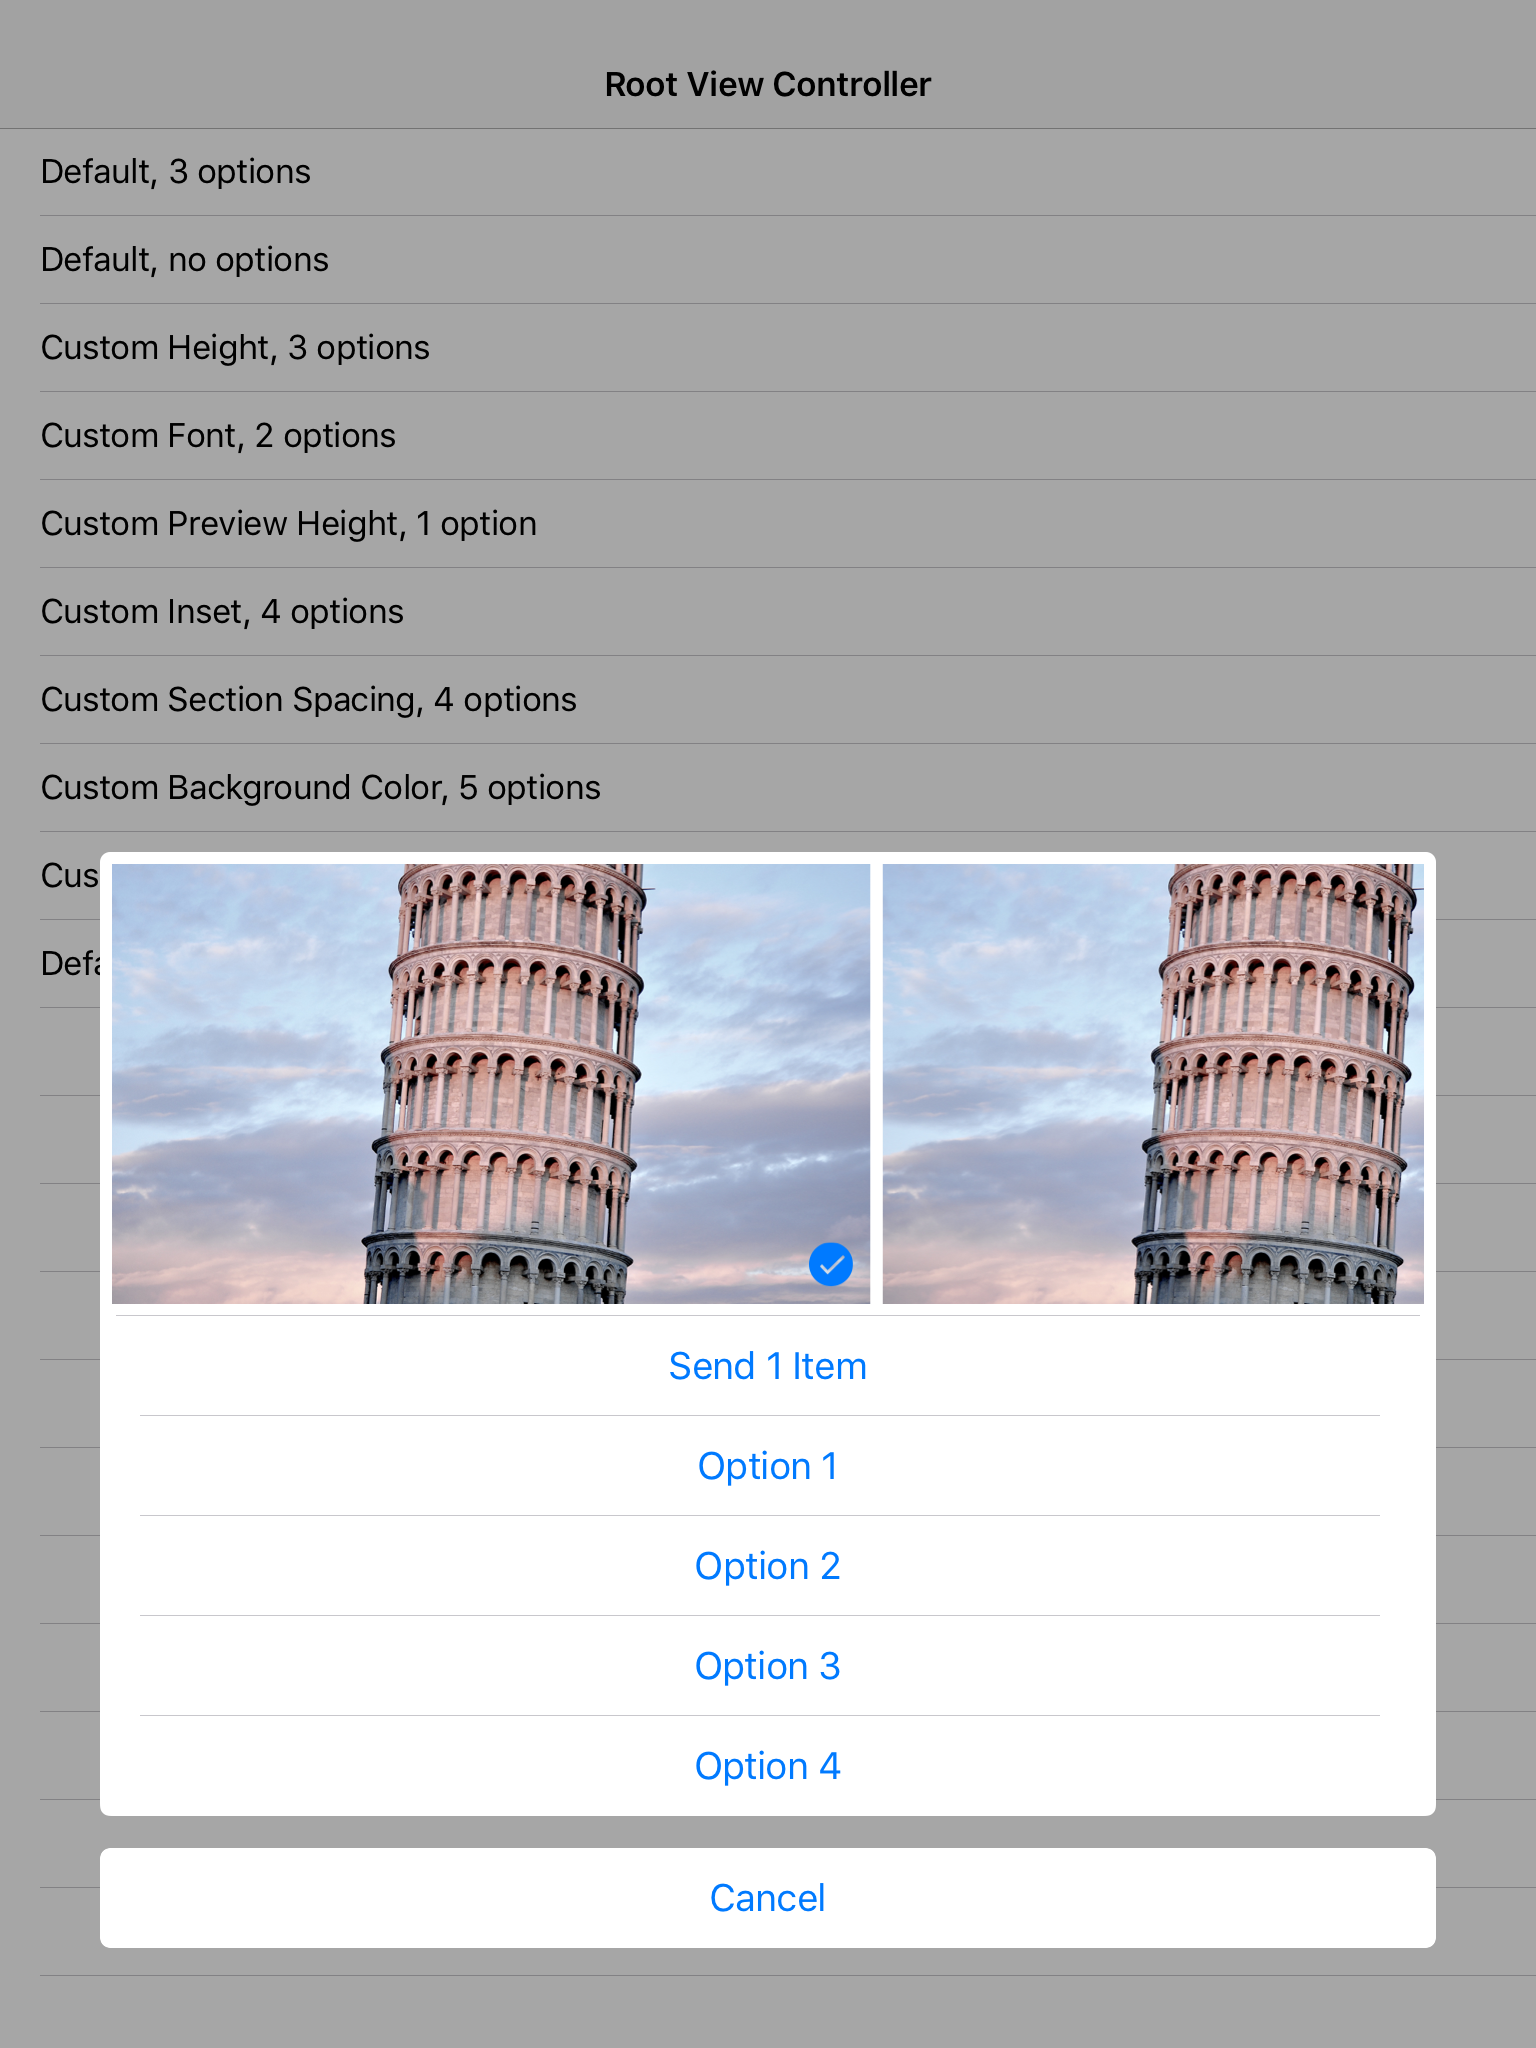 Root View Controller
Default, 3 options
Default, no options
Custom Height, 3 options
Custom Font, 2 options
Custom Preview Height, 1 option
Custom Inset, 4 options
Custom Section Spacing, 4 options
Custom Background Color, 5 options
Cus
Defa
Send 1 Item
Option 1
Option 2
Option 3
Option 4
Cancel